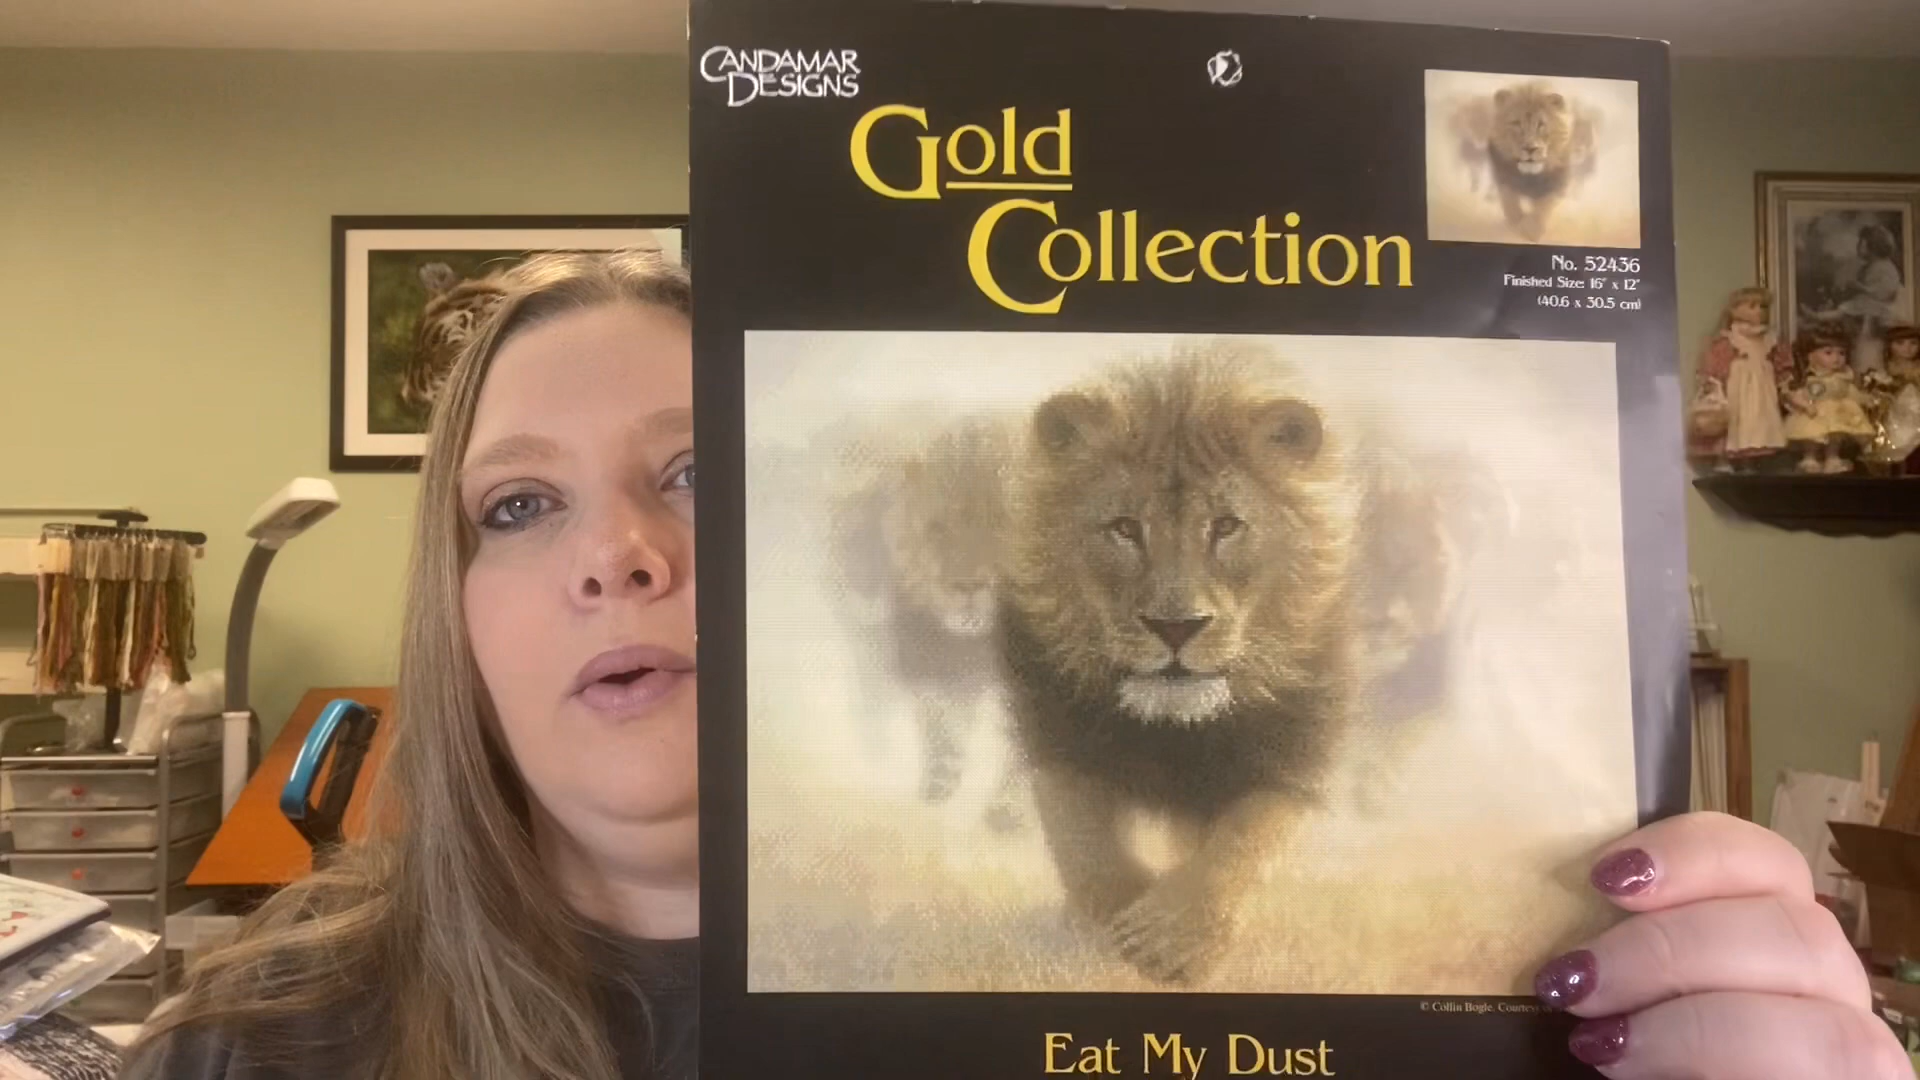 CANDAMAR
DESIGNS
Gold
Collection
No. 52436
Finished Size: 16" x 12"
(40.6 x 30.5 cm)
© Collin Bogle, Courtesy
Eat My Dust